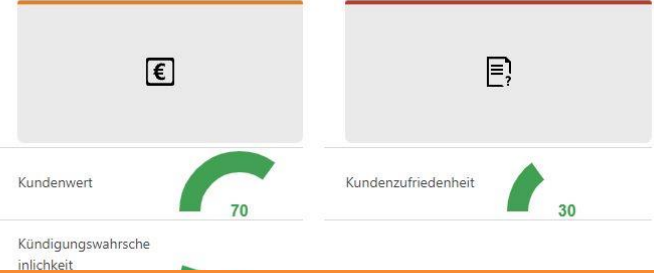 €
?
Kundenwert
70
Kundenzufriedenheit
30
Kündigungswahrsche
inlichkeit